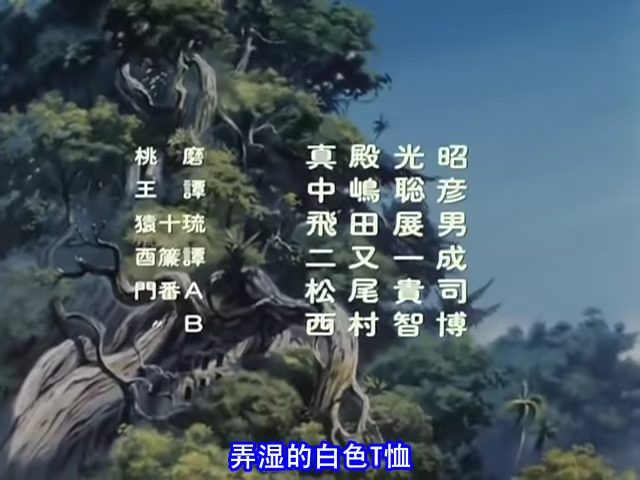 桃磨 真殿光昭
王譚 中嶋聡彦
猿十琉 飛田展男
酉簾譚 二又一成
門番A 松尾貴司
B 西村智博
弄湿的白色T恤